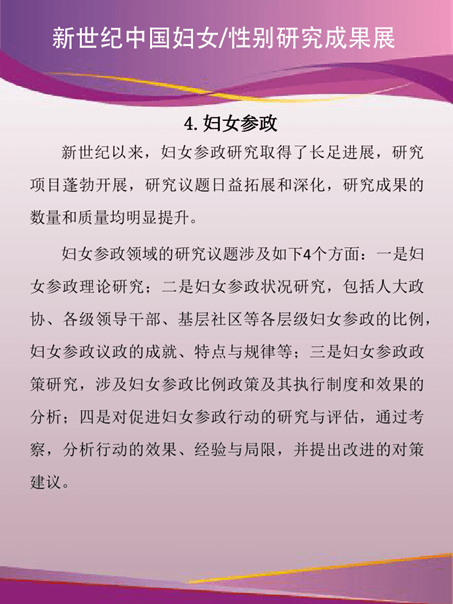 新世纪中国妇女/性别研究成果展
4.妇女参政
新世纪以来，妇女参政研究取得了长足进展，研究
项目蓬勃开展，研究议题日益拓展和深化，研究成果的
数量和质量均明显提升。
妇女参政领域的研究议题涉及如下4个方面：一是妇
女参政理论研究；二是妇女参政状况研究，包括人大政
协、各级领导干部、基层社区等各层级妇女参政的比例，
妇女参政议政的成就、特点与规律等；三是妇女参政政
策研究，涉及妇女参政比例政策及其执行制度和效果的
分析；四是对促进妇女参政行动的研究与评估，通过考
察，分析行动的效果、经验与局限，并提出改进的对策
建议。